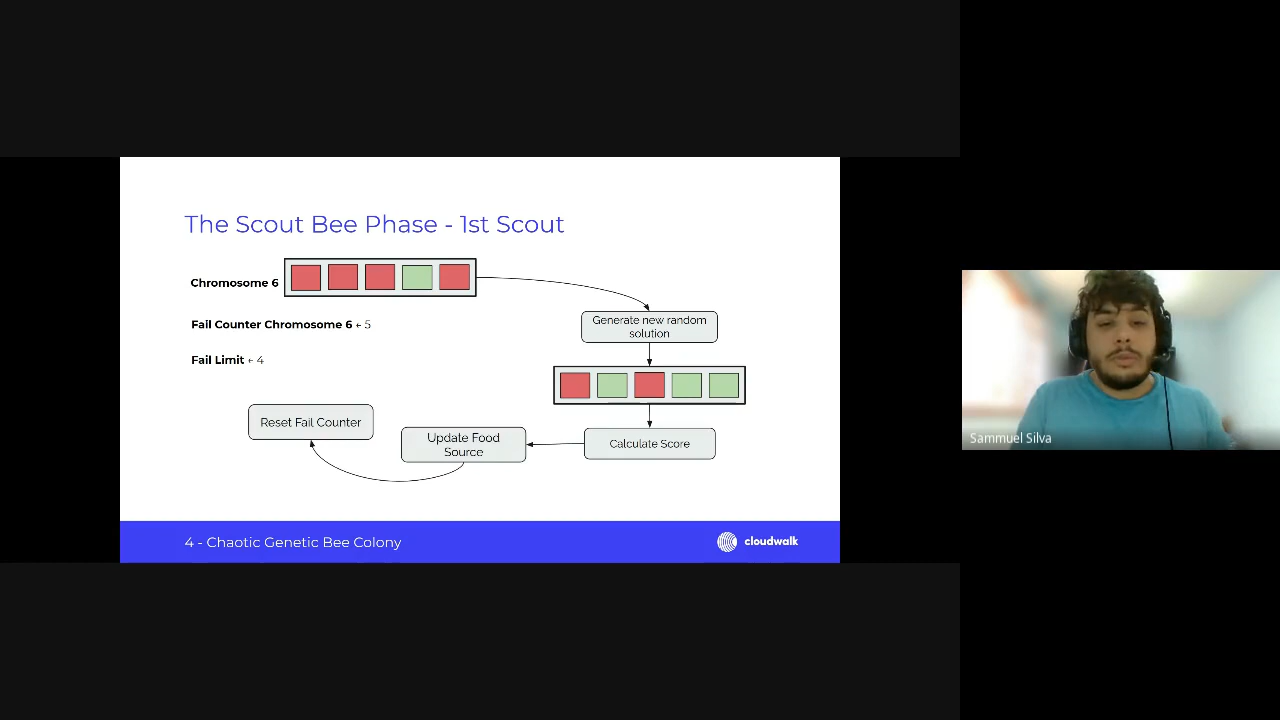 The Scout Bee Phase - 1st Scout
Chromosome 6
Fail Counter Chromosome 6 ← 5
Fail Limit ← 4
Generate new random
solution
Calculate Score
Update Food
Source
Reset Fail Counter
4 - Chaotic Genetic Bee Colony
cloudwalk
Sammuel Silva